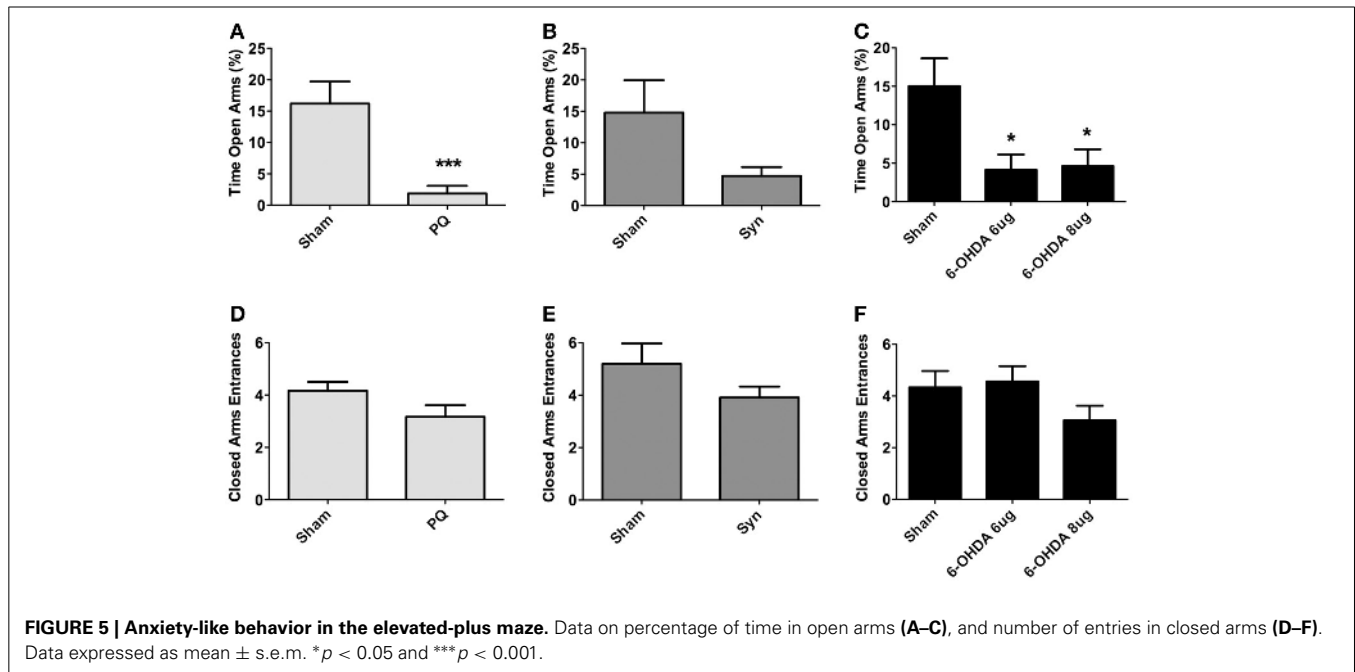 A
Time Open Arms (%)
25
20
15
10
5
0
***
Sham
PQ
B
Time Open Arms (%)
25
20
15
10
5
0
Sham
Syn
C
Time Open Arms (%)
20
15
10
5
0
*
*
Sham
6-OHDA 6ug
6-OHDA 8ug
D
Closed Arms Entrances
6
4
2
0
Sham
PQ
E
Closed Arms Entrances
6
4
2
0
Sham
Syn
F
Closed Arms Entrances
6
4
2
0
Sham
6-OHDA 6ug
6-OHDA 8ug
FIGURE 5 | Anxiety-like behavior in the elevated-plus maze. Data on percentage of time in open arms (A–C), and number of entries in closed arms (D–F).
Data expressed as mean ± s.e.m. *p < 0.05 and ***p < 0.001.